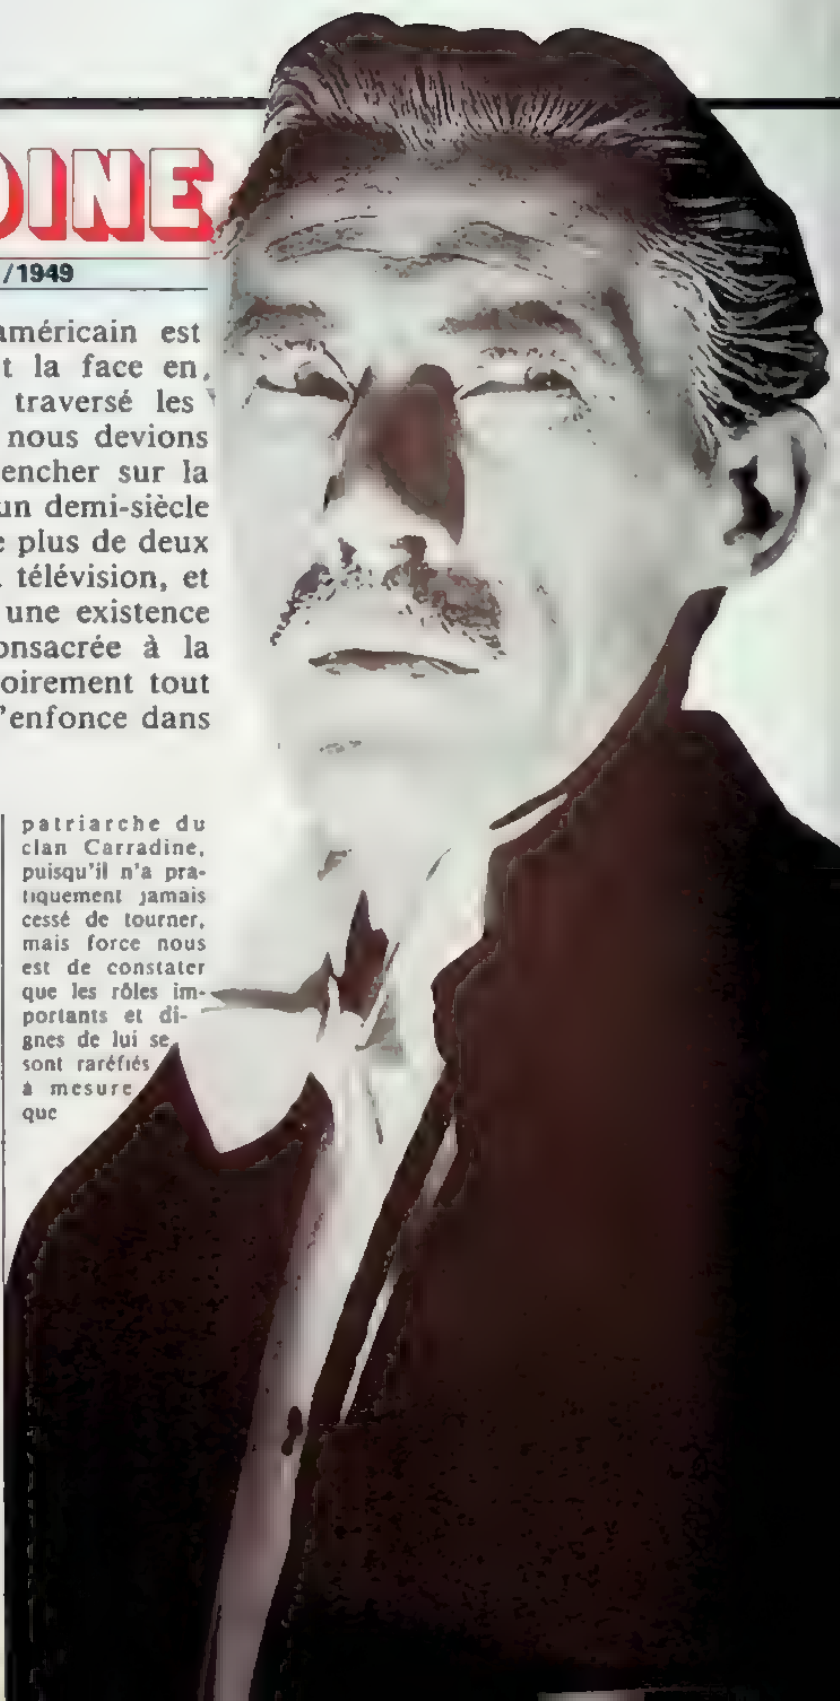 DINE
/1949
américain est
t la face en,
traversé les
nous devions
encher sur la
un demi-siècle
e plus de deux
télévision, et
une existence
onsacrée à la
oirement tout
'enfonce dans
patriarche du
clan Carradine,
puisqu'il n'a pra-
tiquement jamais
cessé de tourner,
mais force nous
est de constater
que les rôles im-
portants et di-
gnes de lui se
sont raréfiés
à mesure
que